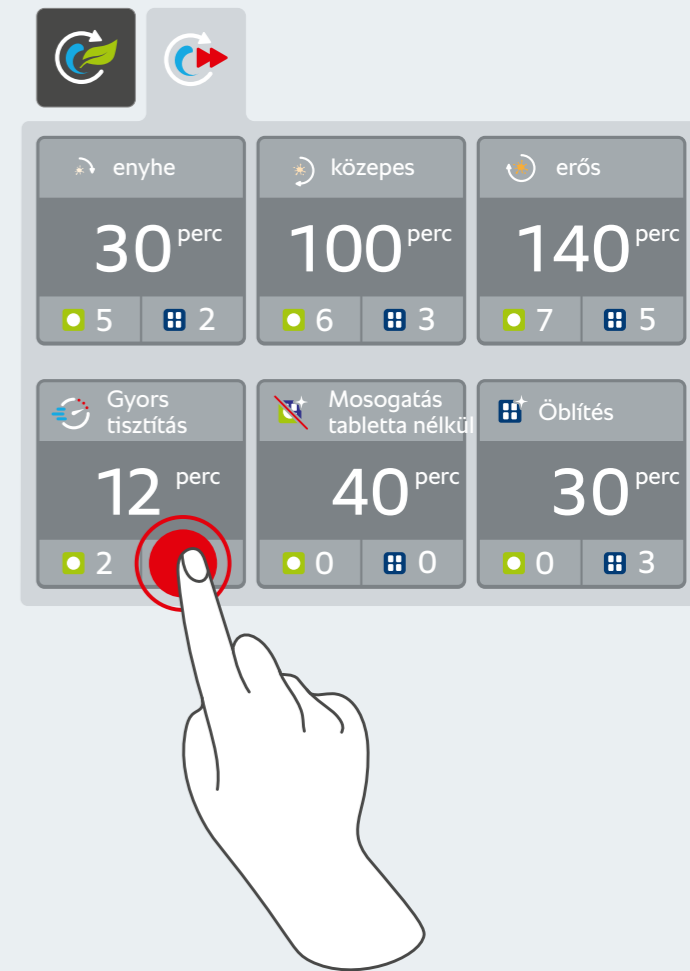 enyhe
közepes
erős
30 perc
100 perc
140 perc
5
2
6
3
7
5
Gyors
tisztítás
Mosogatás
tabletta nélkül
Öblítés
12 perc
40 perc
30 perc
2
0
0
0
3